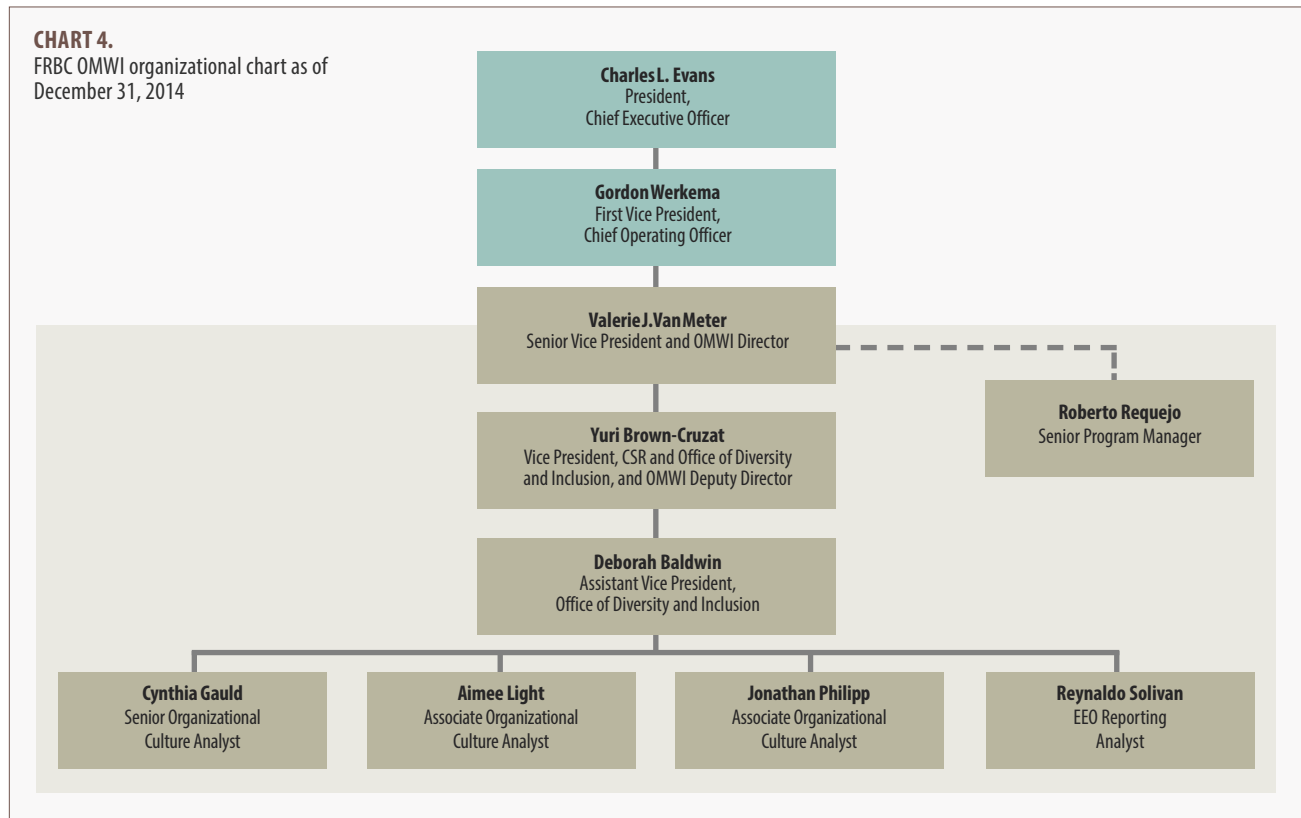 CHART 4.
FRBC OMWI organizational chart as of
December 31, 2014
Charles L. Evans
President,
Chief Executive Officer
Gordon Werkema
First Vice President,
Chief Operating Officer
Valerie J. Van Meter
Senior Vice President and OMWI Director
Roberto Requejo
Senior Program Manager
Yuri Brown-Cruzat
Vice President, CSR and Office of Diversity
and Inclusion, and OMWI Deputy Director
Deborah Baldwin
Assistant Vice President,
Office of Diversity and Inclusion
Cynthia Gauld
Senior Organizational
Culture Analyst
Aimee Light
Associate Organizational
Culture Analyst
Jonathan Philipp
Associate Organizational
Culture Analyst
Reynaldo Solivan
EEO Reporting
Analyst